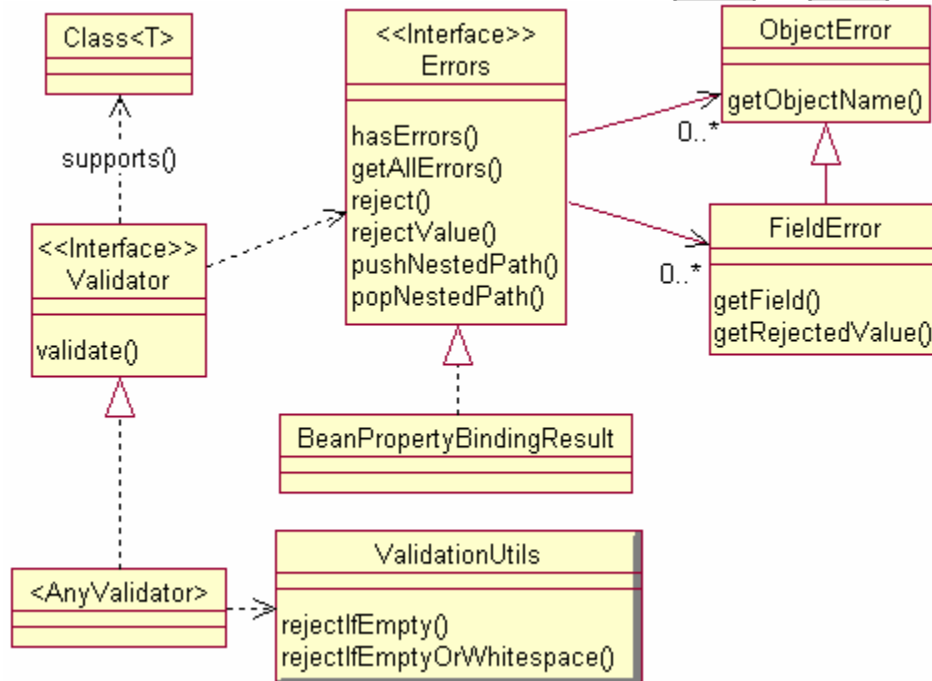 Class<T>
supports()
<<Interface>>
Validator
validate()
<<Interface>>
Errors
hasErrors()
getAllErrors()
reject()
rejectValue()
pushNestedPath()
popNestedPath()
ObjectError
getObjectName()
0..*
FieldError
0..*
getField()
getRejectedValue()
BeanPropertyBindingResult
<AnyValidator>
ValidationUtils
rejectIfEmpty()
rejectIfEmptyOrWhitespace()